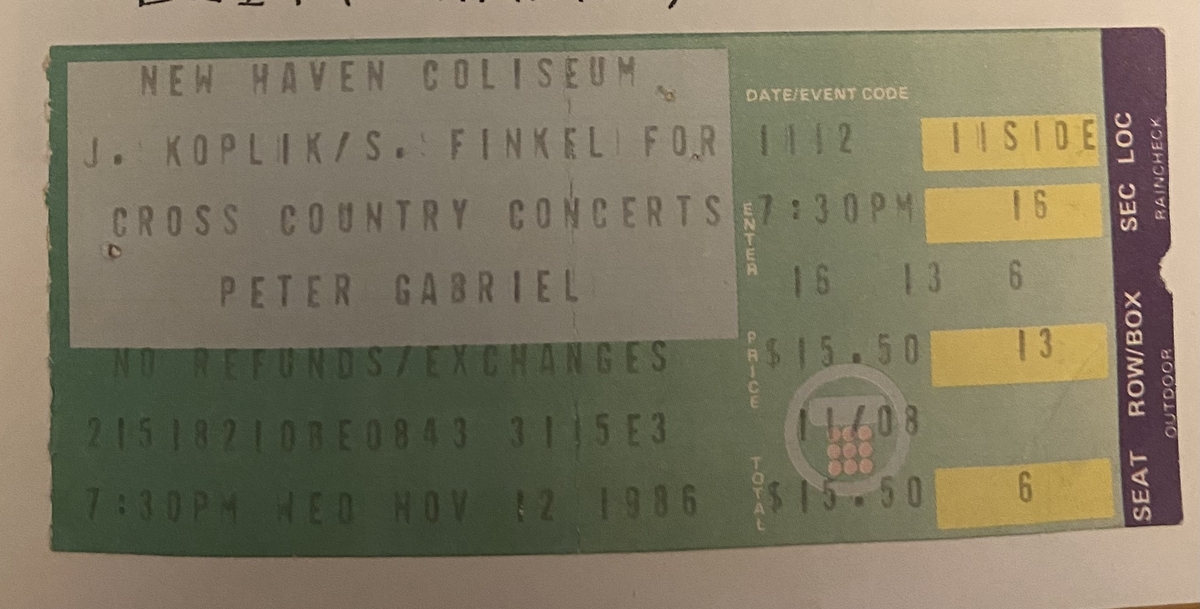 NEW HAVEN COLISEUM
J. KOPLIK/S. FINKEL FOR
CROSS COUNTRY CONCERTS
PETER GABRIEL
NO REFUNDS/EXCHANGES
3115E3
7:30PM WED NOV 12 1986
DATE/EVENT CODE
1112
ENTER
7:30PM
16 13 6
PRICE
$15.50
11/08
TOTAL
$15.50
11SIDE
16
13
6
SEC LOC
RAINCHECK
ROW/BOX
OUTDOOR
SEAT